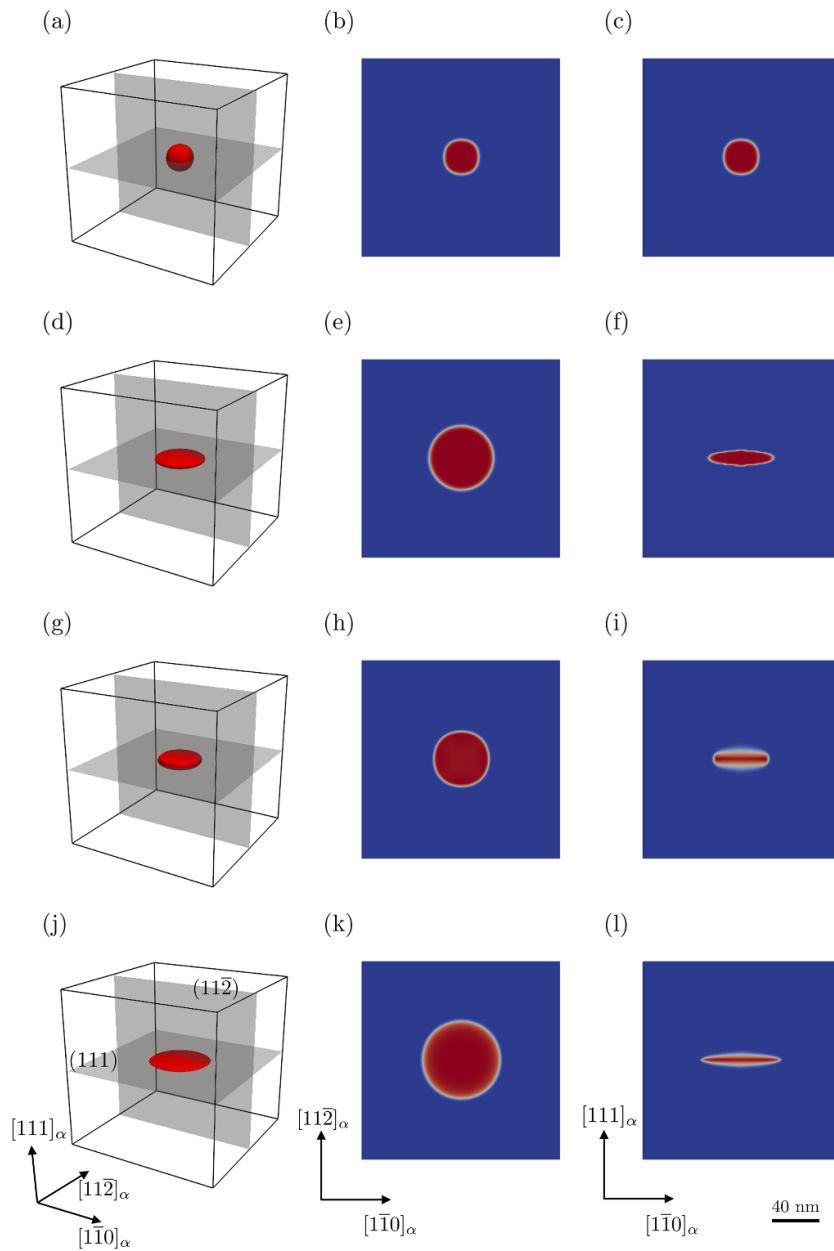 (a) (b) (c)
(d) (e) (f)
(g) (h) (i)
(j) (k) (l)
(112̅)
(111)
[111]α [112̅]α [111]α
[112̅]α
[11̅0]α [11̅0]α [11̅0]α 40 nm